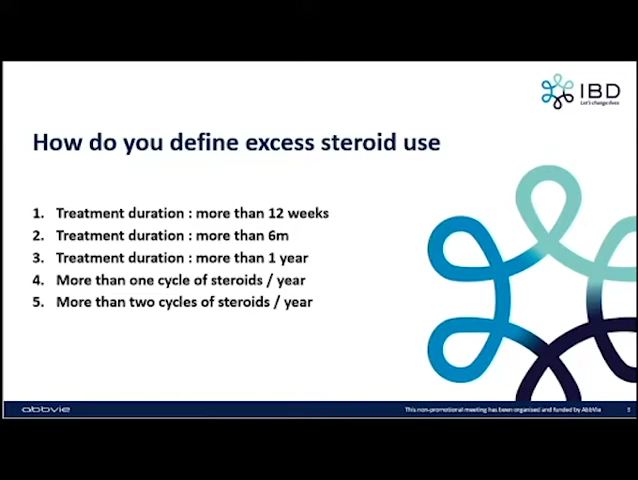 IBD
Let's change lives
How do you define excess steroid use
1. Treatment duration : more than 12 weeks
2. Treatment duration : more than 6m
3. Treatment duration : more than 1 year
4. More than one cycle of steroids / year
5. More than two cycles of steroids / year
abbvie
This non-promotional meeting has been organised and funded by AbbVie